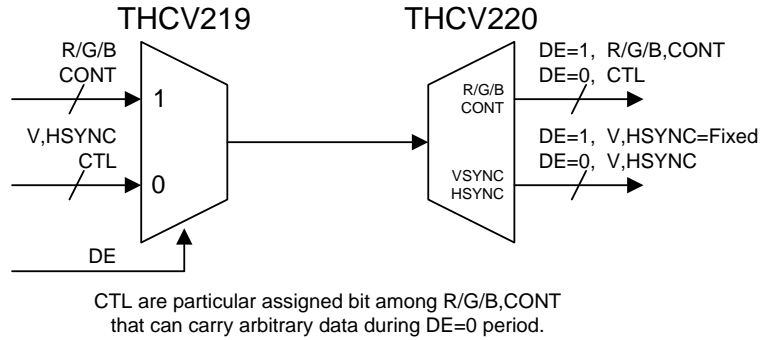 THCV219
THCV220
R/G/B
CONT
V,HSYNC
CTL
1
0
DE
R/G/B
CONT
VSYNC
HSYNC
DE=1, R/G/B,CONT
DE=0, CTL
DE=1, V,HSYNC=Fixed
DE=0, V,HSYNC
CTL are particular assigned bit among R/G/B,CONT
that can carry arbitrary data during DE=0 period.